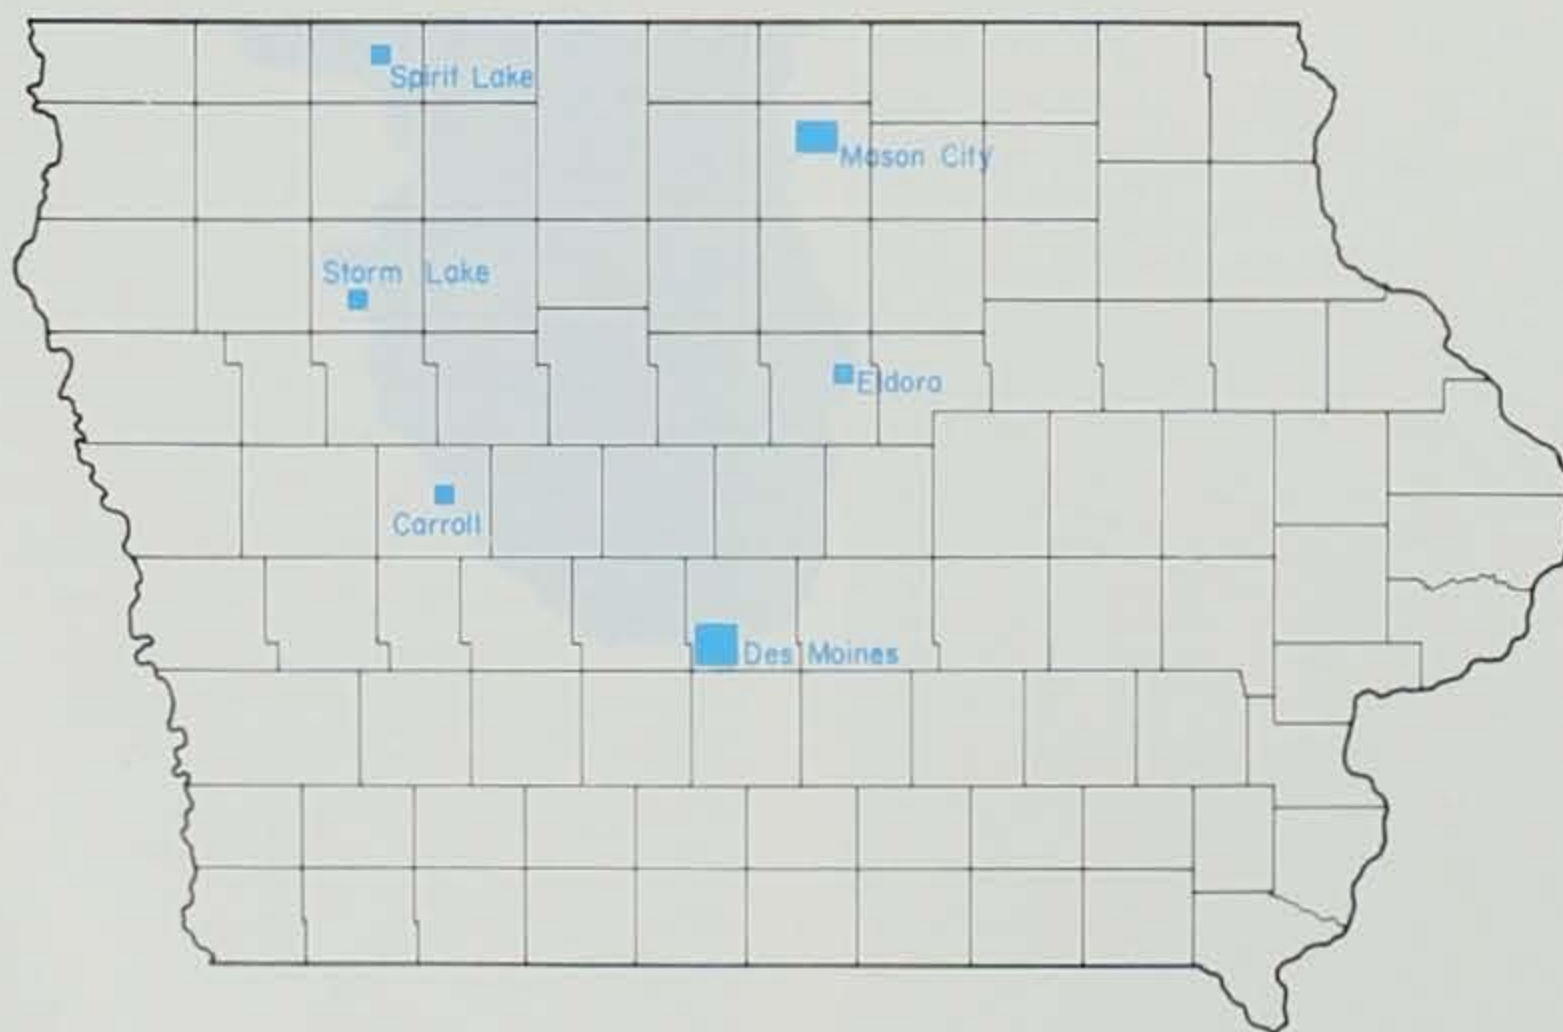 Spirit Lake
Mason City
Storm Lake
Eldora
Carroll
Des Moines